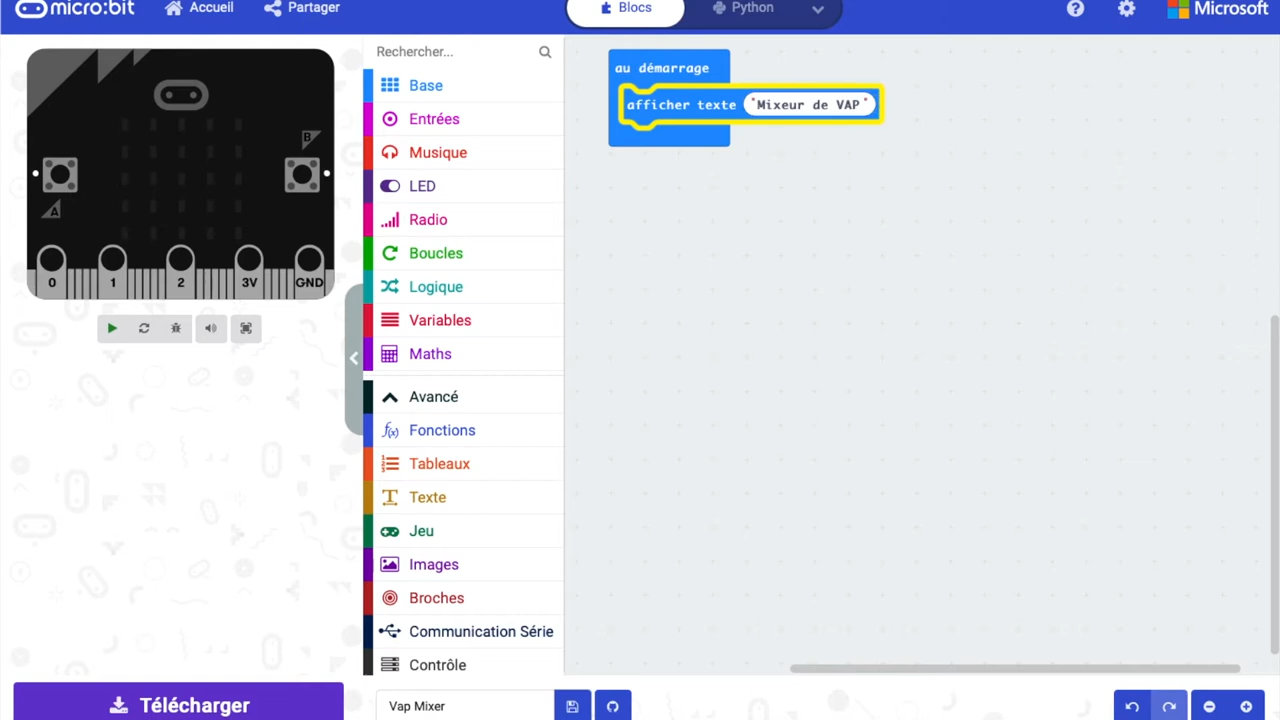 micro:bit Accueil Partager Blocs Python Microsoft
Rechercher...
Base
Entrées
Musique
LED
Radio
Boucles
Logique
Variables
Maths
Avancé
Fonctions
Tableaux
Texte
Jeu
Images
Broches
Communication Série
Contrôle
au démarrage
afficher texte "Mixeur de VAP"
B
A
0 1 2 3V GND
Télécharger
Vap Mixer